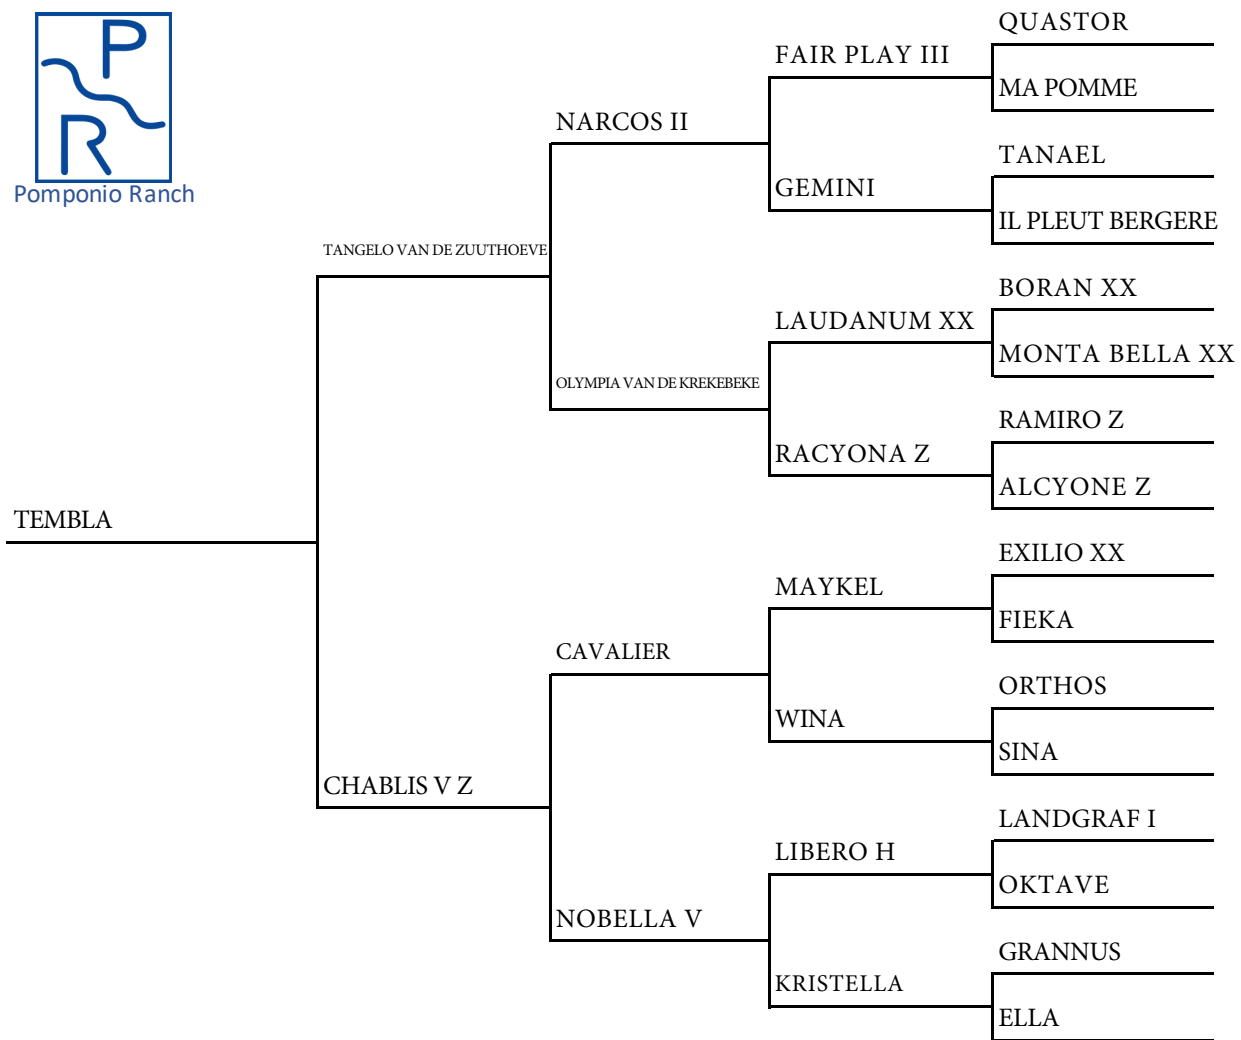 P
R
Pomponio Ranch
QUASTOR
FAIR PLAY III
MA POMME
NARCOS II
TANAEL
GEMINI
IL PLEUT BERGERE
TANGELO VAN DE ZUUTHOEVE
BORAN XX
LAUDANUM XX
MONTA BELLA XX
OLYMPIA VAN DE KREKEBEKE
RAMIRO Z
RACYONA Z
ALCYONE Z
TEMBLA
EXILIO XX
MAYKEL
FIEKA
CAVALIER
ORTHOS
WINA
SINA
CHABLIS V Z
LANDGRAF I
LIBERO H
OKTAVE
NOBELLA V
GRANNUS
KRISTELLA
ELLA